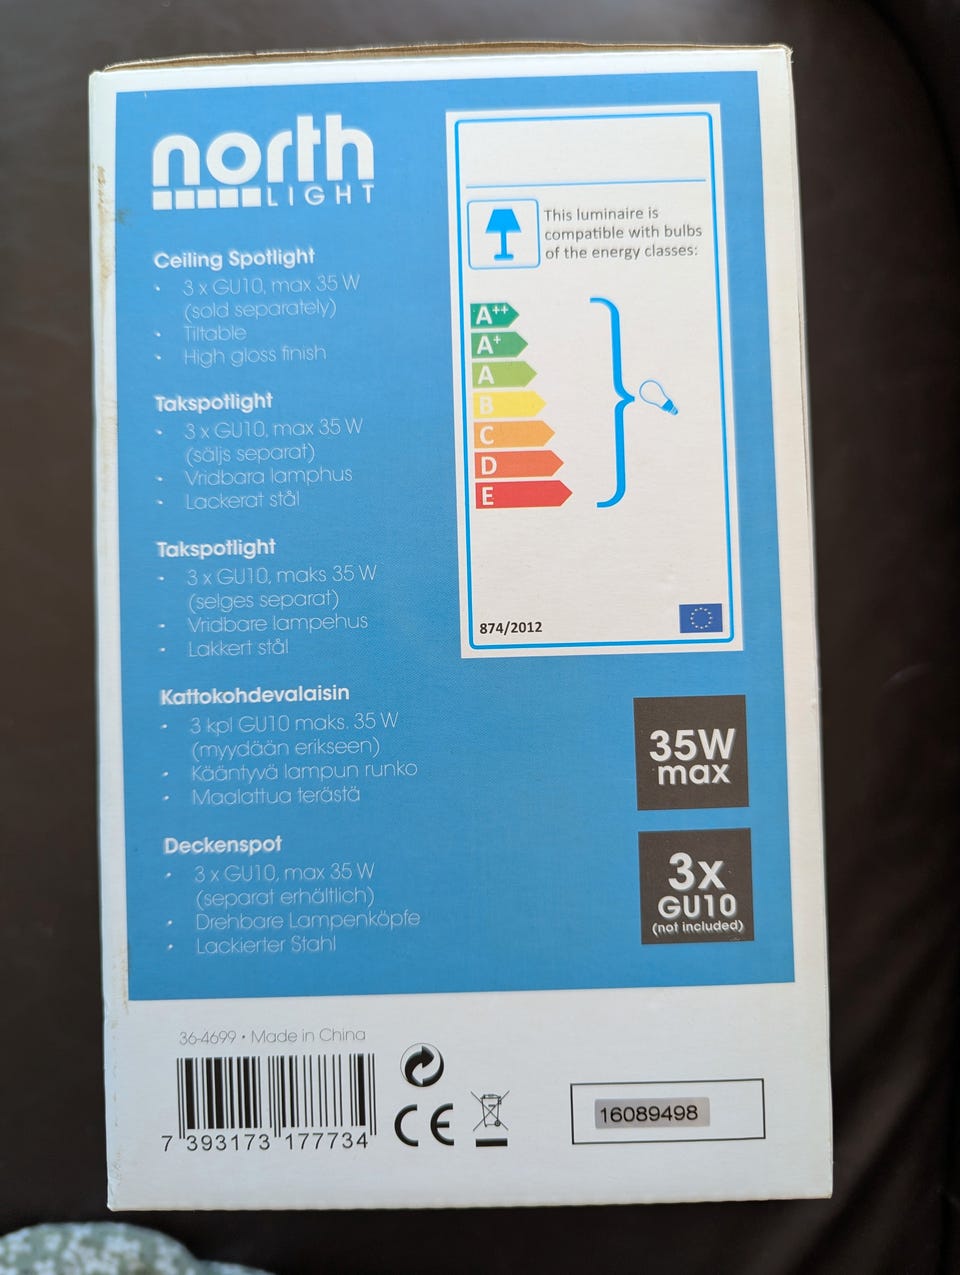 north
LIGHT
Ceiling Spotlight
• 3 x GU10, max 35 W
(sold separately)
• Tiltable
• High gloss finish
Takspotlight
• 3 x GU10, max 35 W
(säljs separat)
• Vridbara lamphus
• Lackerat stål
Takspotlight
• 3 x GU10, maks 35 W
(selges separat)
• Vridbare lampehus
• Lakkert stål
Kattokohdevalaisin
• 3 kpl GU10 maks. 35 W
(myydään erikseen)
• Kääntyvä lampun runko
• Maalattua terästä
Deckenspot
• 3 x GU10, max 35 W
(separat erhältlich)
• Drehbare Lampenköpfe
• Lackierter Stahl
This luminaire is
compatible with bulbs
of the energy classes:
A++
A+
A
B
C
D
E
874/2012
35W
max
3x
GU10
(not included)
36-4699 • Made in China
7 393173 177734
CE
16089498